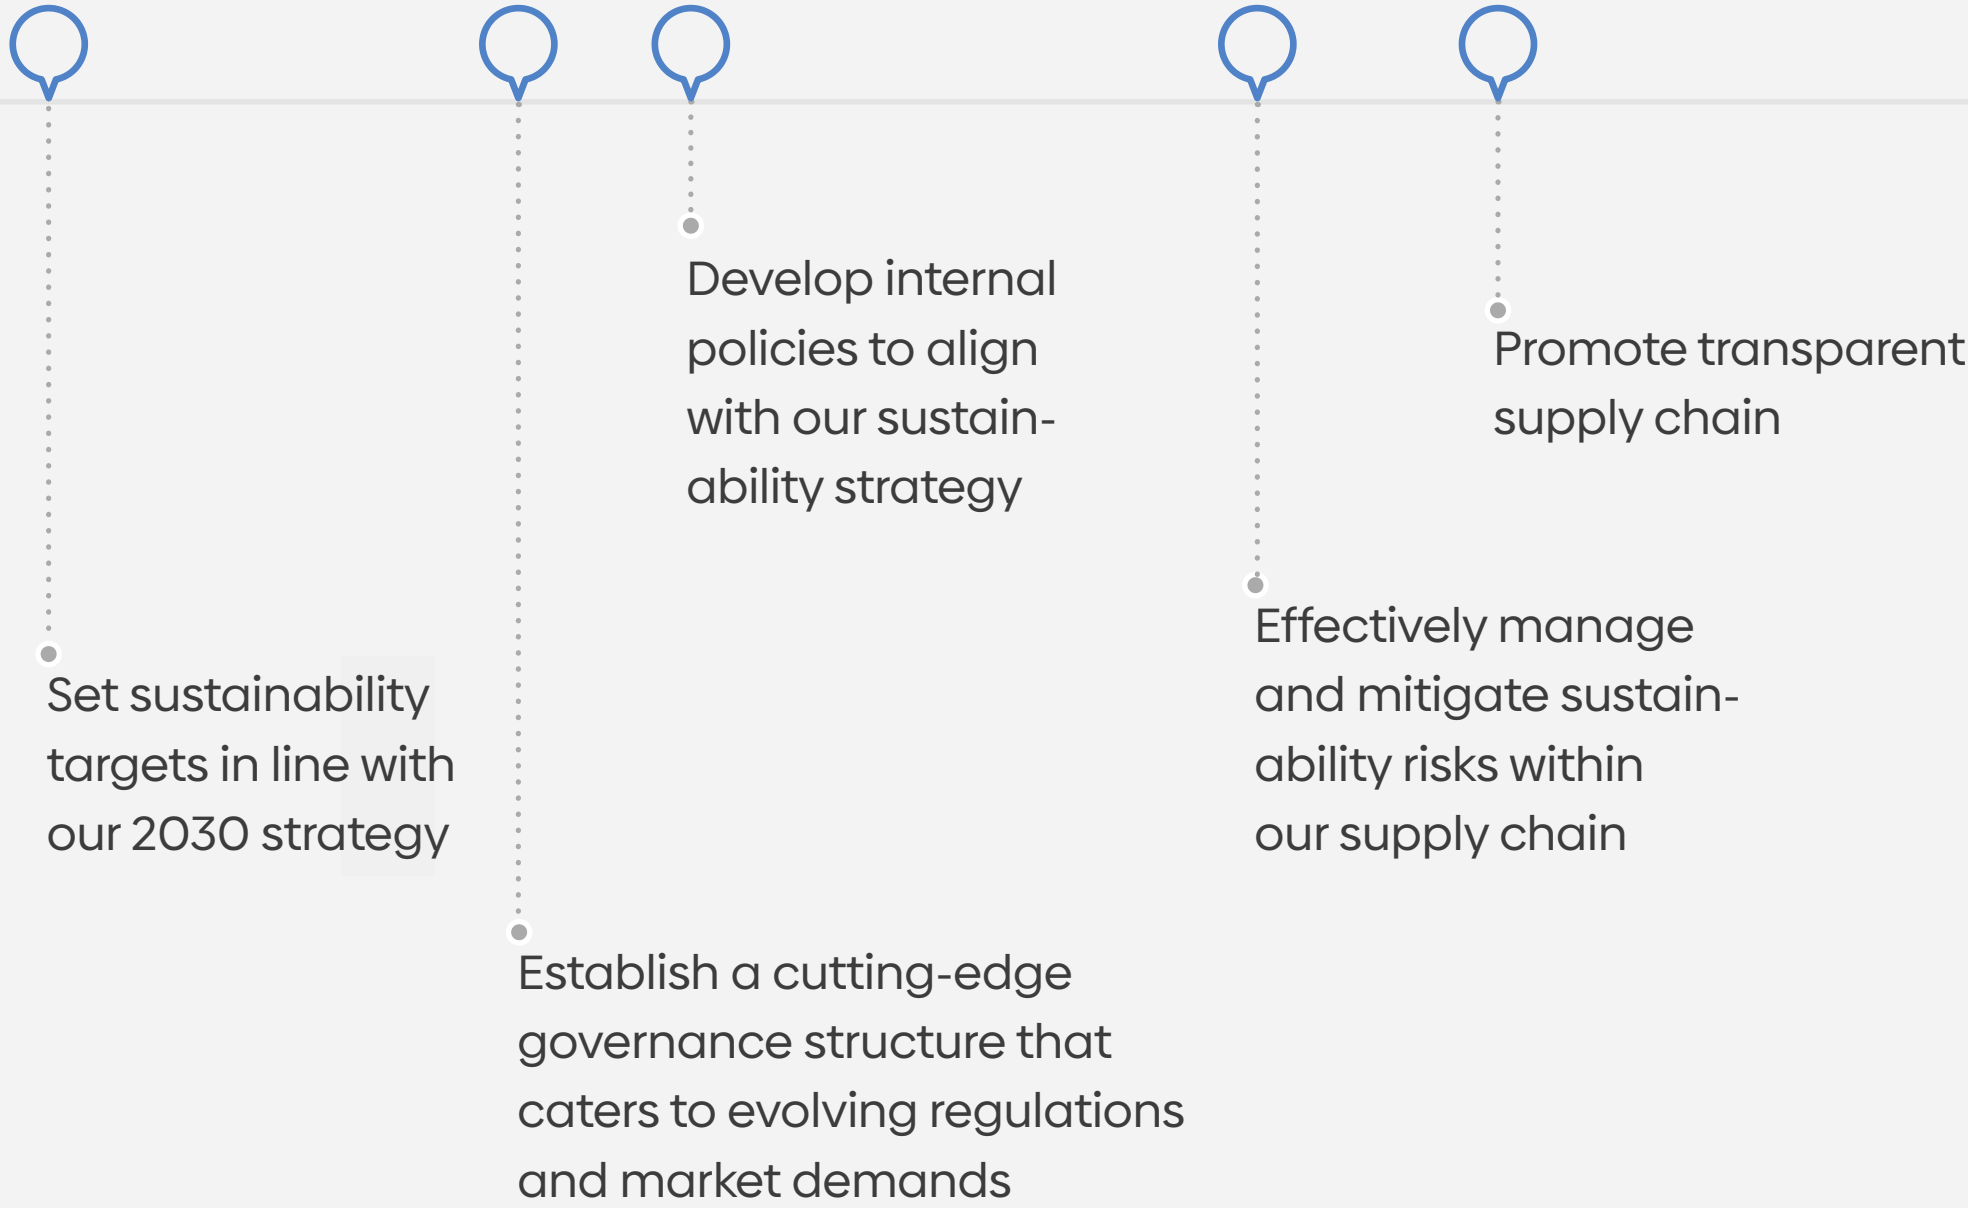 Set sustainability
targets in line with
our 2030 strategy
Establish a cutting-edge
governance structure that
caters to evolving regulations
and market demands
Develop internal
policies to align
with our sustain-
ability strategy
Effectively manage
and mitigate sustain-
ability risks within
our supply chain
Promote transparent
supply chain